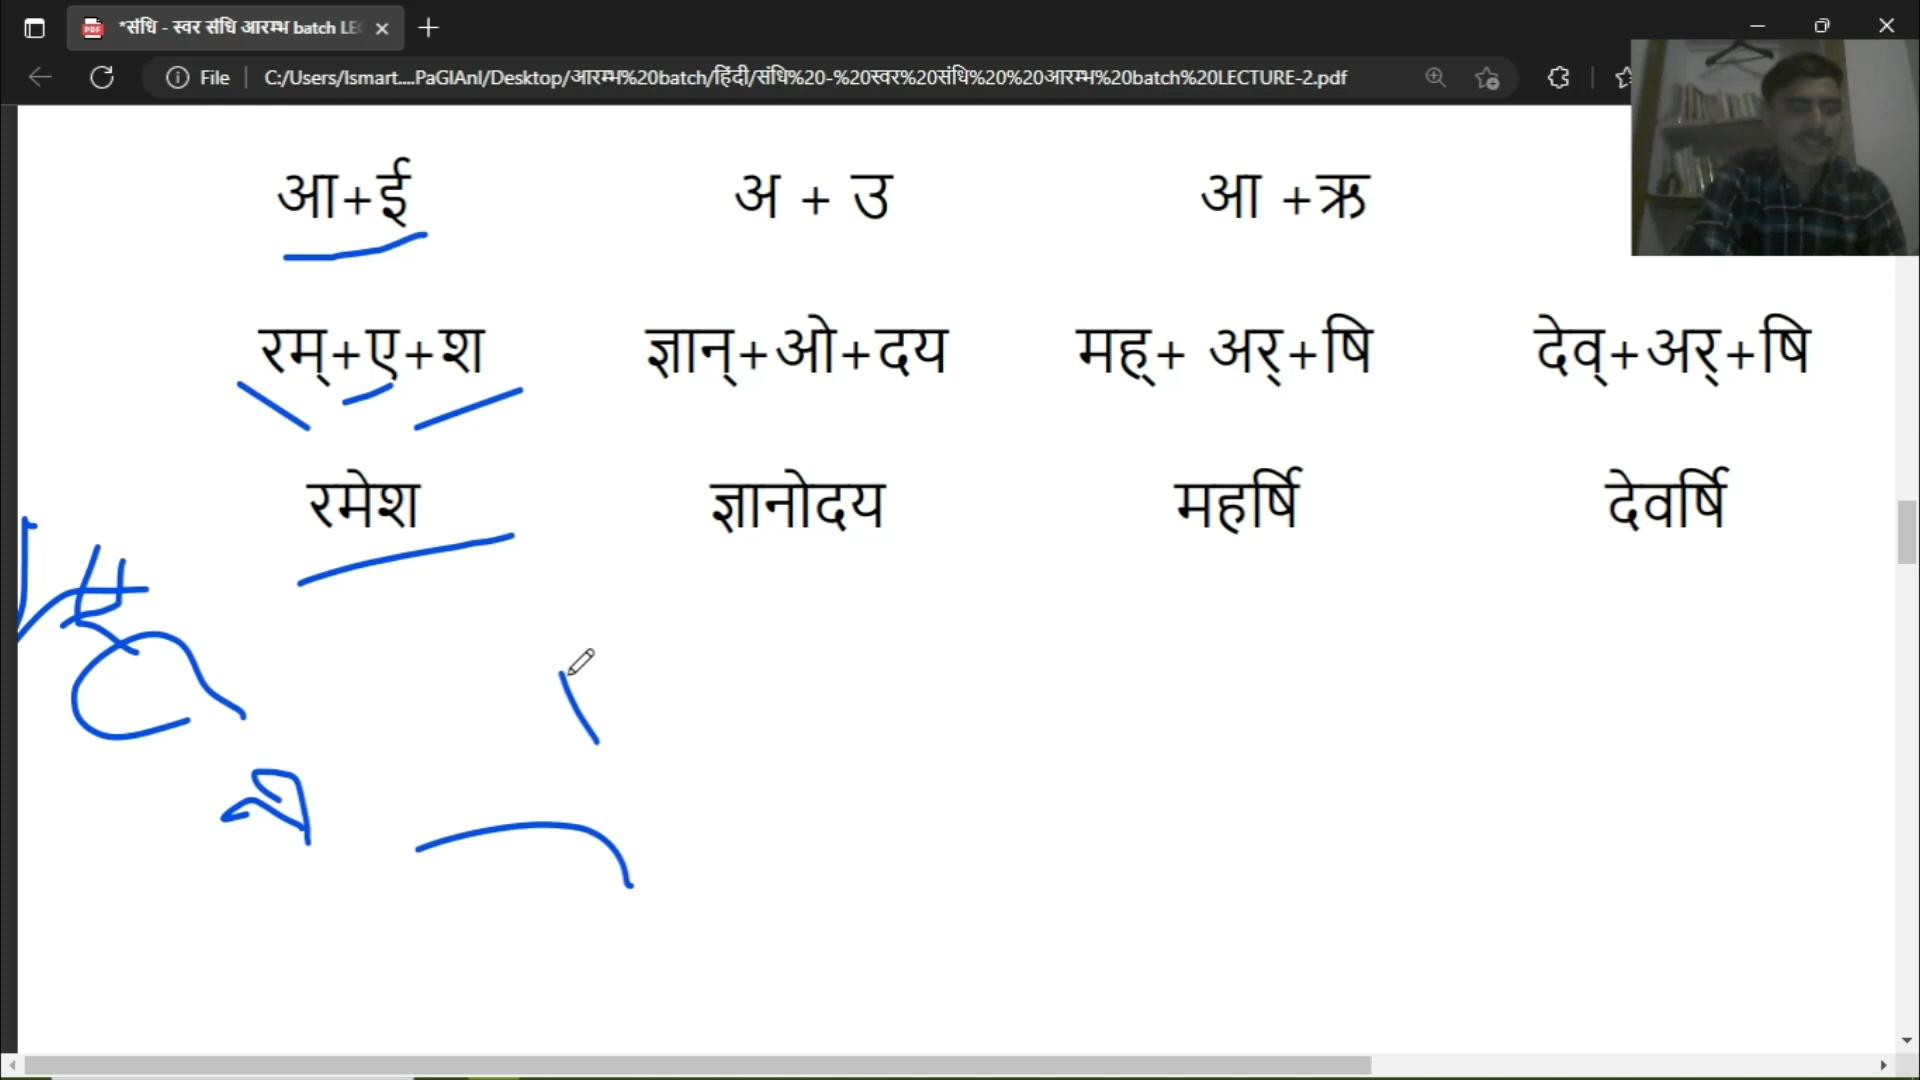 *संधि - स्वर संधि आरम्भ batch LE
File C:/Users/Ismart....PaGlAnI/Desktop/आरम्भ%20batch/हिंदी/संधि%20-%20स्वर%20संधि%20%20आरम्भ%20batch%20LECTURE-2.pdf
आ+ई अ + उ आ +ऋ
रम्+ए+श ज्ञान्+ओ+दय मह्+ अर्+षि देव्+अर्+षि
रमेश ज्ञानोदय महर्षि देवर्षि